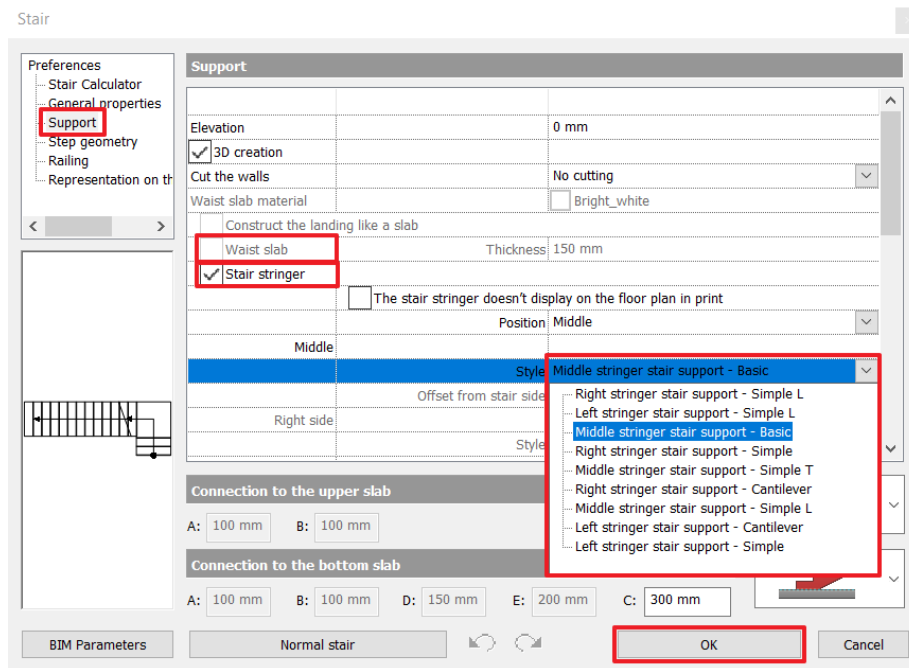 Stair
Preferences
Stair Calculator
General properties
Support
Step geometry
Railing
Representation on th
Support
Elevation 0 mm
3D creation
Cut the walls No cutting
Waist slab material Bright_white
Construct the landing like a slab
Waist slab Thickness 150 mm
Stair stringer
The stair stringer doesn't display on the floor plan in print
Position Middle
Middle
Style Middle stringer stair support - Basic
Offset from stair side
Right side
Style
Right stringer stair support - Simple L
Left stringer stair support - Simple L
Middle stringer stair support - Basic
Right stringer stair support - Simple
Middle stringer stair support - Simple T
Right stringer stair support - Cantilever
Middle stringer stair support - Simple L
Left stringer stair support - Cantilever
Left stringer stair support - Simple
Connection to the upper slab
A: 100 mm B: 100 mm
Connection to the bottom slab
A: 100 mm B: 100 mm D: 150 mm E: 200 mm C: 300 mm
BIM Parameters Normal stair OK Cancel